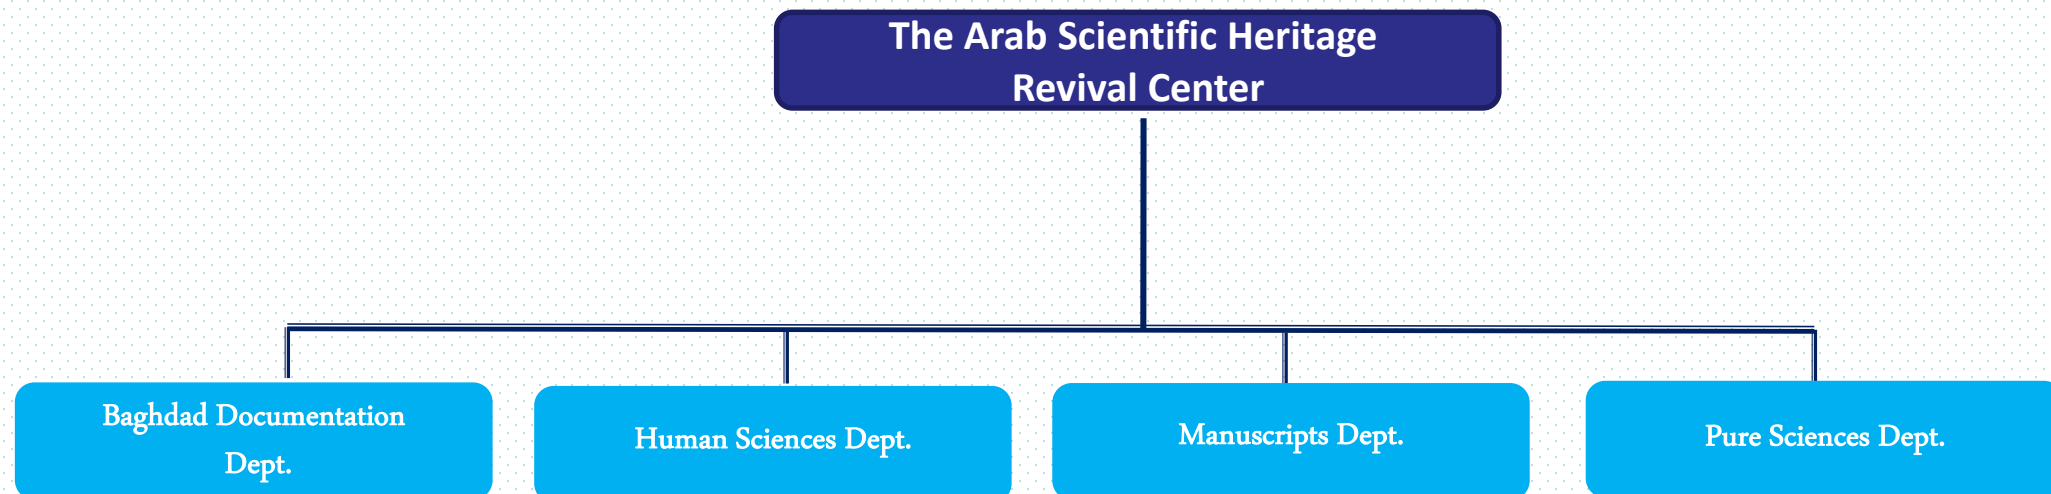 The Arab Scientific Heritage
Revival Center
Baghdad Documentation
Dept.
Human Sciences Dept.
Manuscripts Dept.
Pure Sciences Dept.